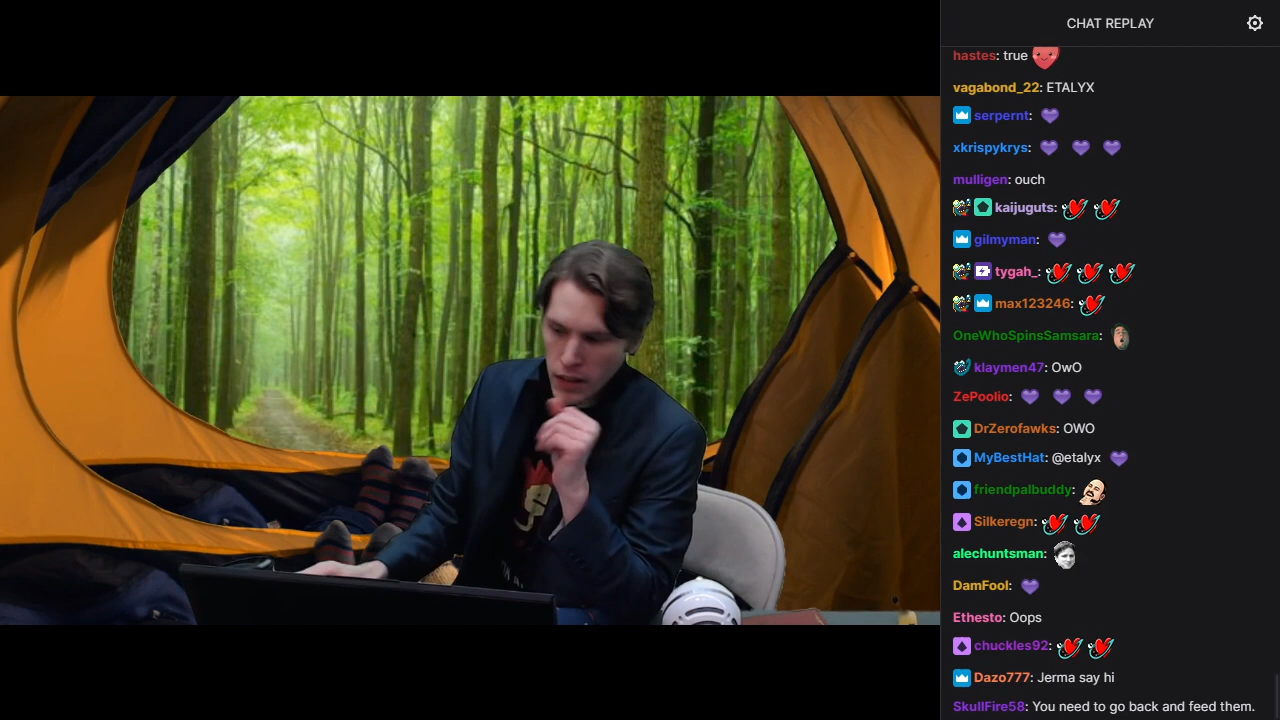 CHAT REPLAY
hastes: true
vagabond_22: ETALYX
serpernt:
xkrispykrys:
mulligen: ouch
kaijuguts:
gilmyman:
tygah_:
max123246:
OneWhoSpinsSamsara:
klaymen47: OwO
ZePoolio:
DrZerofawks: OWO
MyBestHat: @etalyx
friendpalbuddy:
Silkeregn:
alechuntsman:
DamFool:
Ethesto: Oops
chuckles92:
Dazo777: Jerma say hi
SkullFire58: You need to go back and feed them.